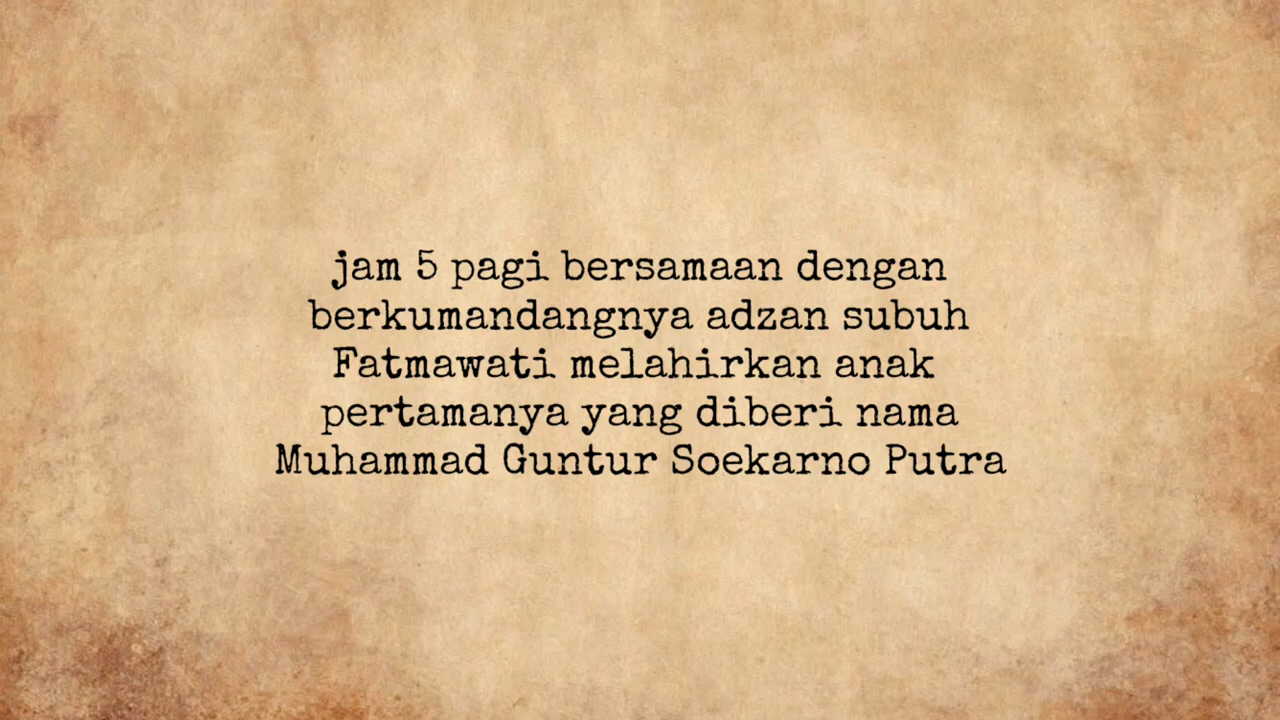 jam 5 pagi bersamaan dengan
berkumandangnya adzan subuh
Fatmawati melahirkan anak
pertamanya yang diberi nama
Muhammad Guntur Soekarno Putra